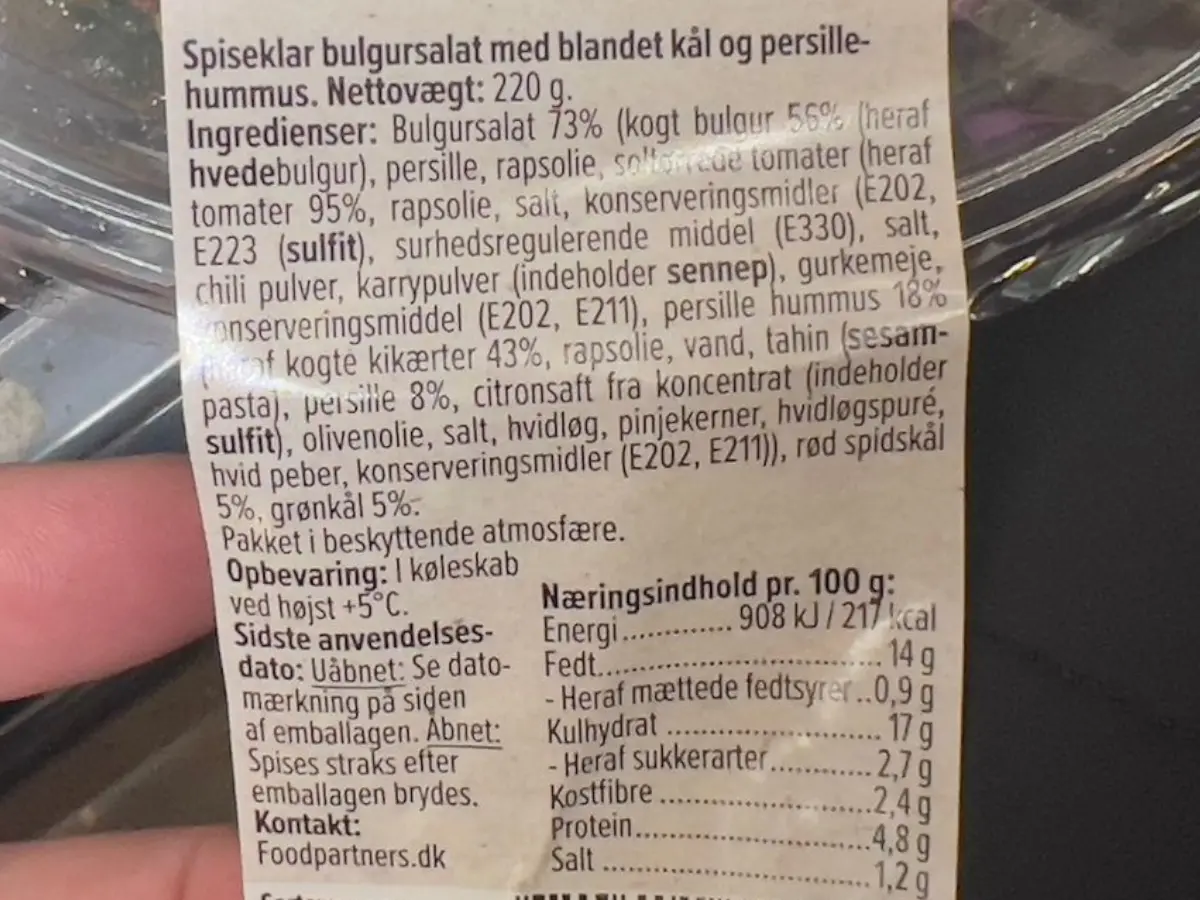 Spiseklar bulgursalat med blandet kål og persille-
hummus. Nettovægt: 220 g.
Ingredienser: Bulgursalat 73% (kogt bulgur 56% (heraf
hvedebulgur), persille, rapsolie, tomater (heraf
tomater 95%, rapsolie, salt, konserveringsmidler (E202,
E223 (sulfit), surhedsregulerende middel (E330), salt,
chili pulver, karrypulver (indeholder sennep), gurkemeje,
(E202, E211), persille hummus 18%
kogte kikærter 43%, rapsolie, vand, tahin (sesam-
pasta), persille 8%, citronsaft fra koncentrat (indeholder
sulfit), olivenolie, salt, hvidløg, pinjekerner, hvidløgspuré,
hvid peber, konserveringsmidler (E202, E211)), rød spidskål
5%, grønkål 5%.
Pakket i beskyttende atmosfære.
Opbevaring: I køleskab
ved højst +5°C.
Sidste anvendelses-
dato: Uåbnet: Se dato-
mærkning på siden
af emballagen. Åbnet:
Spises straks efter
emballagen brydes.
Kontakt:
Foodpartners.dk
Næringsindhold pr. 100 g:
Energi.............. 908 kJ / 217 kcal
Fedt.......................................... 14 g
- Heraf mættede fedtsyrer..0,9 g
Kulhydrat ................................ 17 g
- Heraf sukkerarter...............2,7 g
Kostfibre ...............................2,4 g
Protein..................................4,8 g
Salt .......................................1,2 g